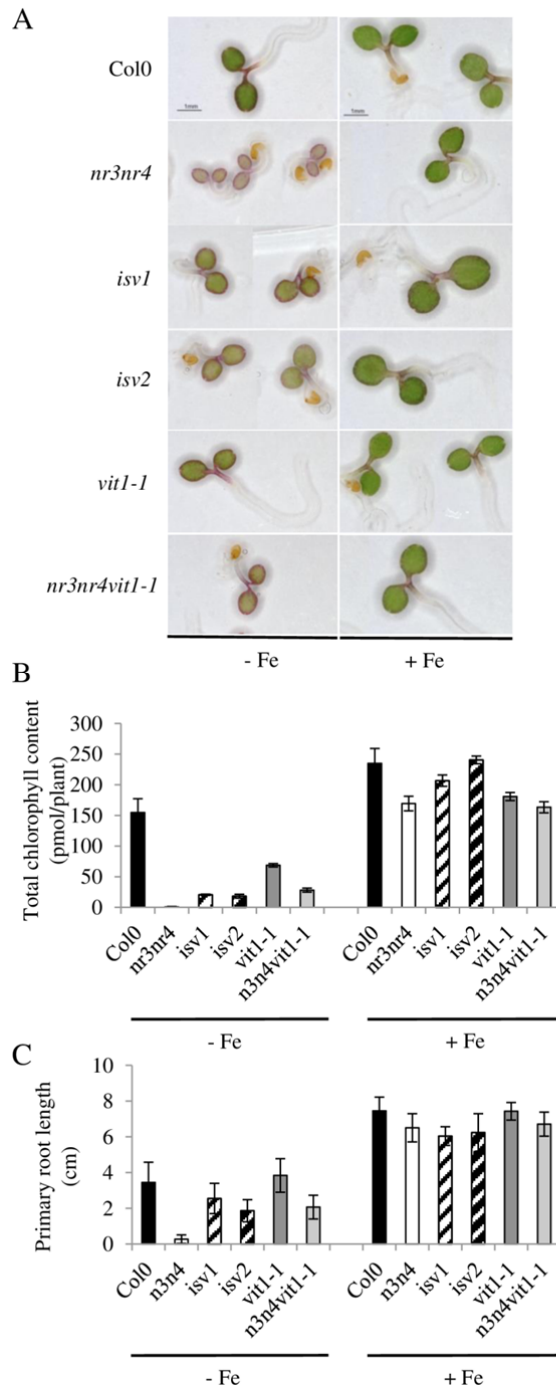 A
Col0
1mm
1mm
nr3nr4
isv1
isv2
vit1-1
nr3nr4vit1-1
- Fe
+ Fe
B
Total chlorophyll content
(pmol/plant)
300
250
200
150
100
50
0
Col0
nr3nr4
isv1
isv2
vit1-1
n3n4vit1-1
Col0
nr3nr4
isv1
isv2
vit1-1
n3n4vit1-1
- Fe
+ Fe
C
Primary root length
(cm)
10
8
6
4
2
0
Col0
n3n4
isv1
isv2
vit1-1
n3n4vit1-1
Col0
n3n4
isv1
isv2
vit1-1
n3n4vit1-1
- Fe
+ Fe